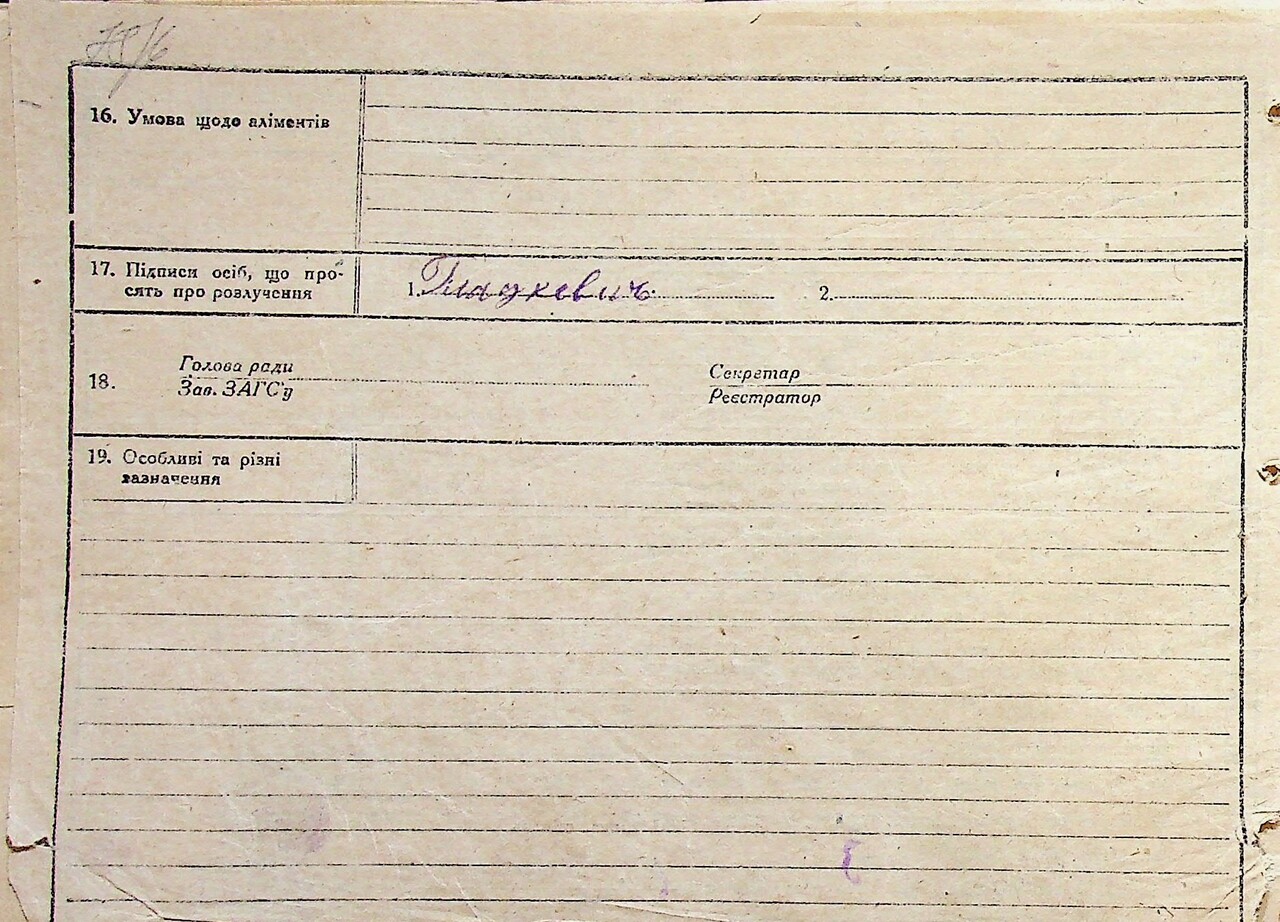 16. Умова щодо аліментів
17. Підписи осіб, що про-
сять про розлучення
1. Гладкевич 2.
18.
Голова ради
Зав. ЗАГС'у
Секретар
Реєстратор
19. Особливі та різні
зазначення